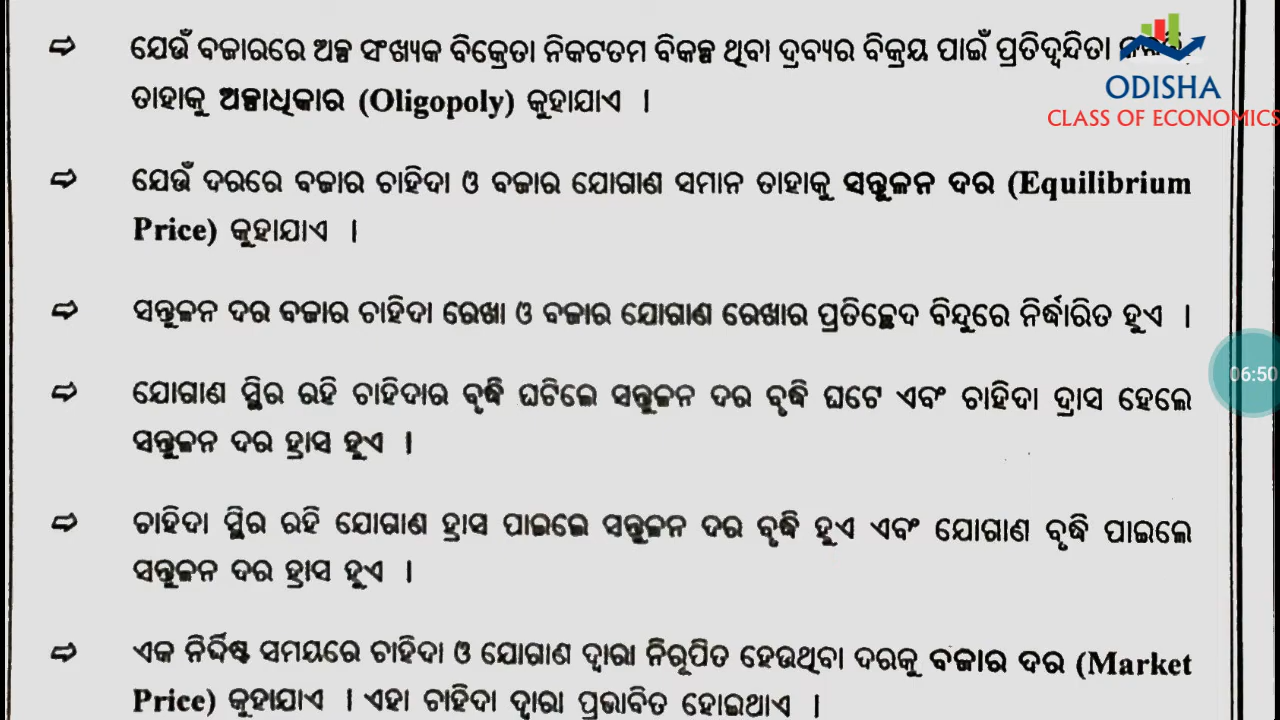 ⇨ ଯେଉଁ ବଜାରରେ ଅଳ୍ପ ସଂଖ୍ୟକ ବିକ୍ରେତା ନିକଟତମ ବିକଳ୍ପ ଥିବା ଦ୍ରବ୍ୟର ବିକ୍ରୟ ପାଇଁ ପ୍ରତିଦ୍ୱନ୍ଦିତା
ତାହାକୁ ଅଳ୍ପାଧିକାର (Oligopoly) କୁହାଯାଏ ।
ODISHA
CLASS OF ECONOMICS
⇨ ଯେଉଁ ଦରରେ ବଜାର ଚାହିଦା ଓ ବଜାର ଯୋଗାଣ ସମାନ ତାହାକୁ ସନ୍ତୁଳନ ଦର (Equilibrium
Price) କୁହାଯାଏ ।
⇨ ସନ୍ତୁଳନ ଦର ବଜାର ଚାହିଦା ରେଖା ଓ ବଜାର ଯୋଗାଣ ରେଖାର ପ୍ରତିଚ୍ଛେଦ ବିନ୍ଦୁରେ ନିର୍ଦ୍ଧାରିତ ହୁଏ ।
06:50
⇨ ଯୋଗାଣ ସ୍ଥିର ରହି ଚାହିଦାର ବୃଦ୍ଧି ଘଟିଲେ ସନ୍ତୁଳନ ଦର ବୃଦ୍ଧି ଘଟେ ଏବଂ ଚାହିଦା ହ୍ରାସ ହେଲେ
ସନ୍ତୁଳନ ଦର ହ୍ରାସ ହୁଏ ।
⇨ ଚାହିଦା ସ୍ଥିର ରହି ଯୋଗାଣ ହ୍ରାସ ପାଇଲେ ସନ୍ତୁଳନ ଦର ବୃଦ୍ଧି ହୁଏ ଏବଂ ଯୋଗାଣ ବୃଦ୍ଧି ପାଇଲେ
ସନ୍ତୁଳନ ଦର ହ୍ରାସ ହୁଏ ।
⇨ ଏକ ନିର୍ଦ୍ଦିଷ୍ଟ ସମୟରେ ଚାହିଦା ଓ ଯୋଗାଣ ଦ୍ୱାରା ନିରୂପିତ ହେଉଥିବା ଦରକୁ ବଜାର ଦର (Market
Price) କୁହାଯାଏ । ଏହା ଚାହିଦା ଦ୍ୱାରା ପ୍ରଭାବିତ ହୋଇଥାଏ ।